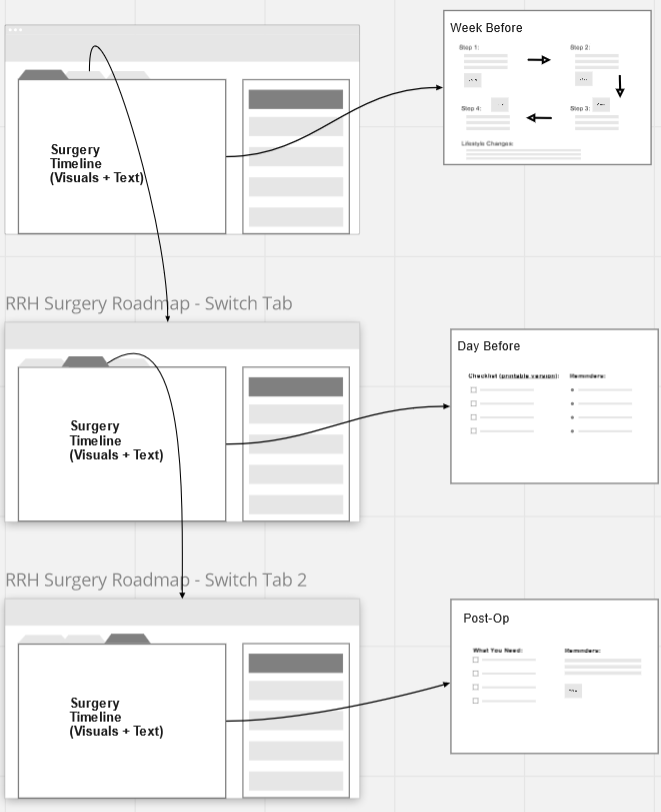 Week Before
Step 1:
Step 2:
Step 4:
Step 3:
Lifestyle Changes:
Surgery
Timeline
(Visuals + Text)
RRH Surgery Roadmap - Switch Tab
Day Before
Checklist (printable version):
Reminders:
Surgery
Timeline
(Visuals + Text)
RRH Surgery Roadmap - Switch Tab 2
Post-Op
What You Need:
Reminders:
Surgery
Timeline
(Visuals + Text)